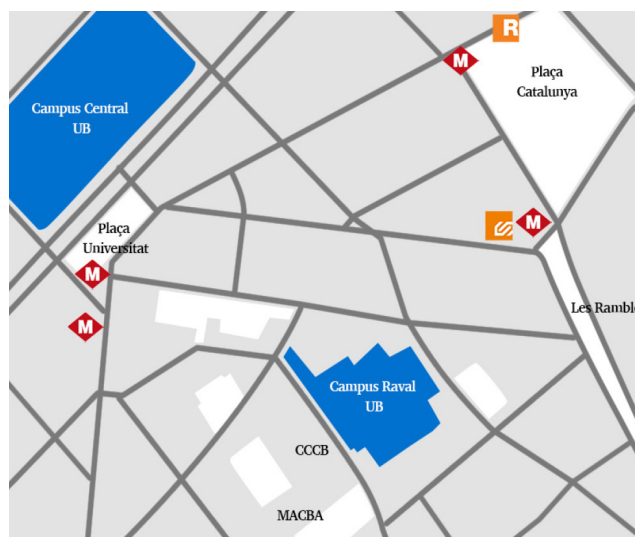 R
M
Plaça
Catalunya
Campus Central
UB
M
Plaça
Universitat
M
Les Rambl
M
Campus Raval
UB
CCCB
MACBA